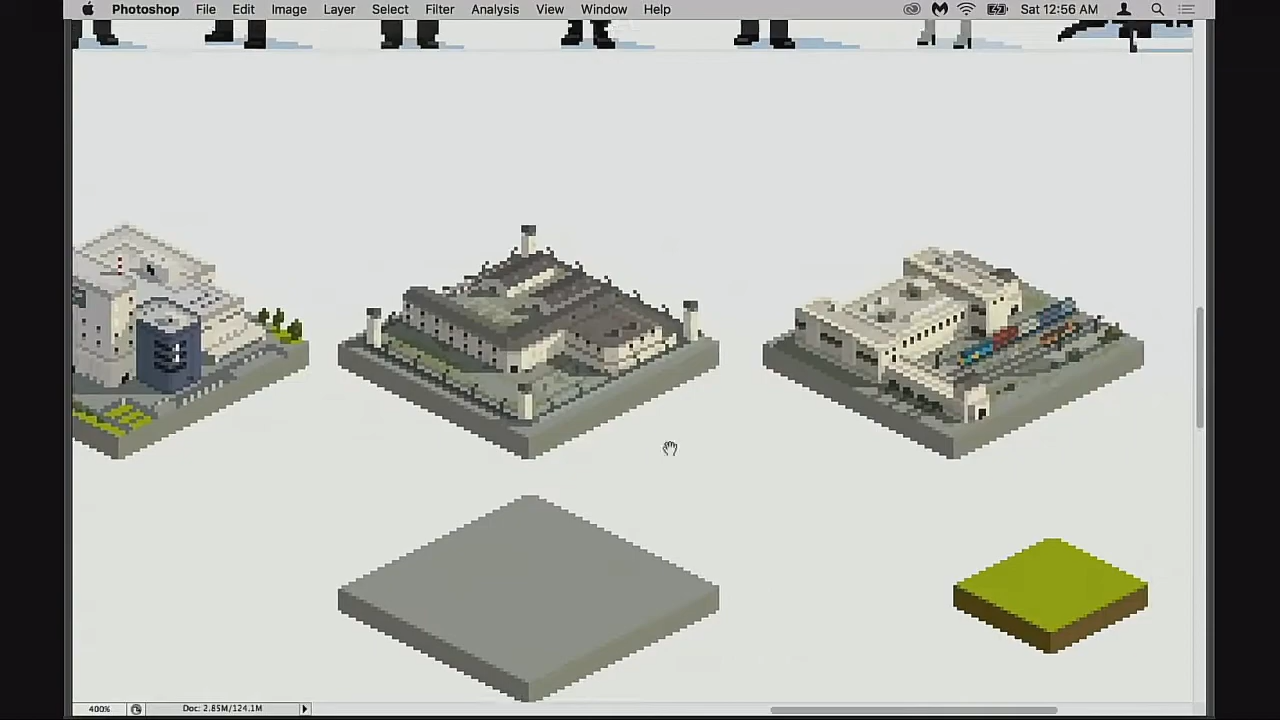 Photoshop File Edit Image Layer Select Filter Analysis View Window Help Sat 12:56 AM
400% Doc: 2.85M/124.1M